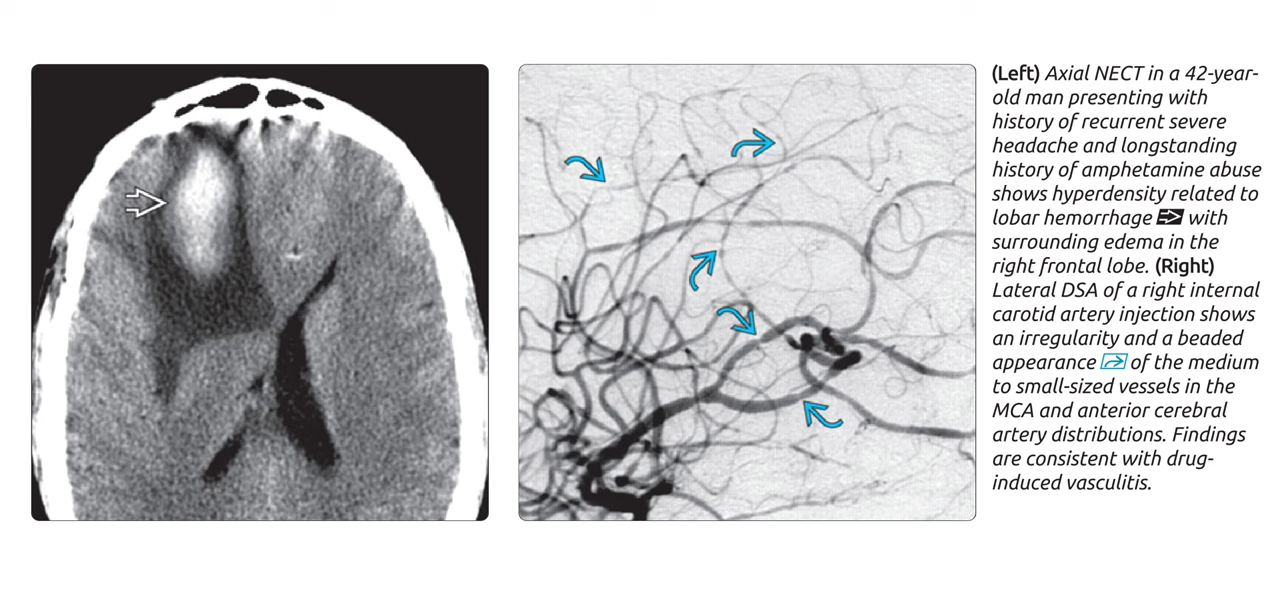 (Left) Axial NECT in a 42-year-
old man presenting with
history of recurrent severe
headache and longstanding
history of amphetamine abuse
shows hyperdensity related to
lobar hemorrhage with
surrounding edema in the
right frontal lobe. (Right)
Lateral DSA of a right internal
carotid artery injection shows
an irregularity and a beaded
appearance of the medium
to small-sized vessels in the
MCA and anterior cerebral
artery distributions. Findings
are consistent with drug-
induced vasculitis.